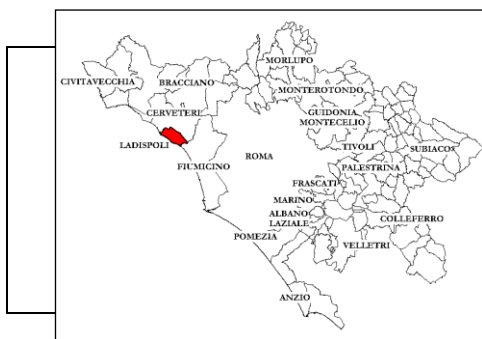 MORLUPO
CIVITAVECCHIA
BRACCIANO
MONTEROTONDO
CERVETERI
GUIDONIA
MONTECELIO
LADISPOLI
TIVOLI
SUBIACO
ROMA
FIUMICINO
PALESTRINA
FRASCATI
MARINO
ALBANO
LAZIALE
COLLEFERRO
POMEZIA
VELLETRI
ANZIO